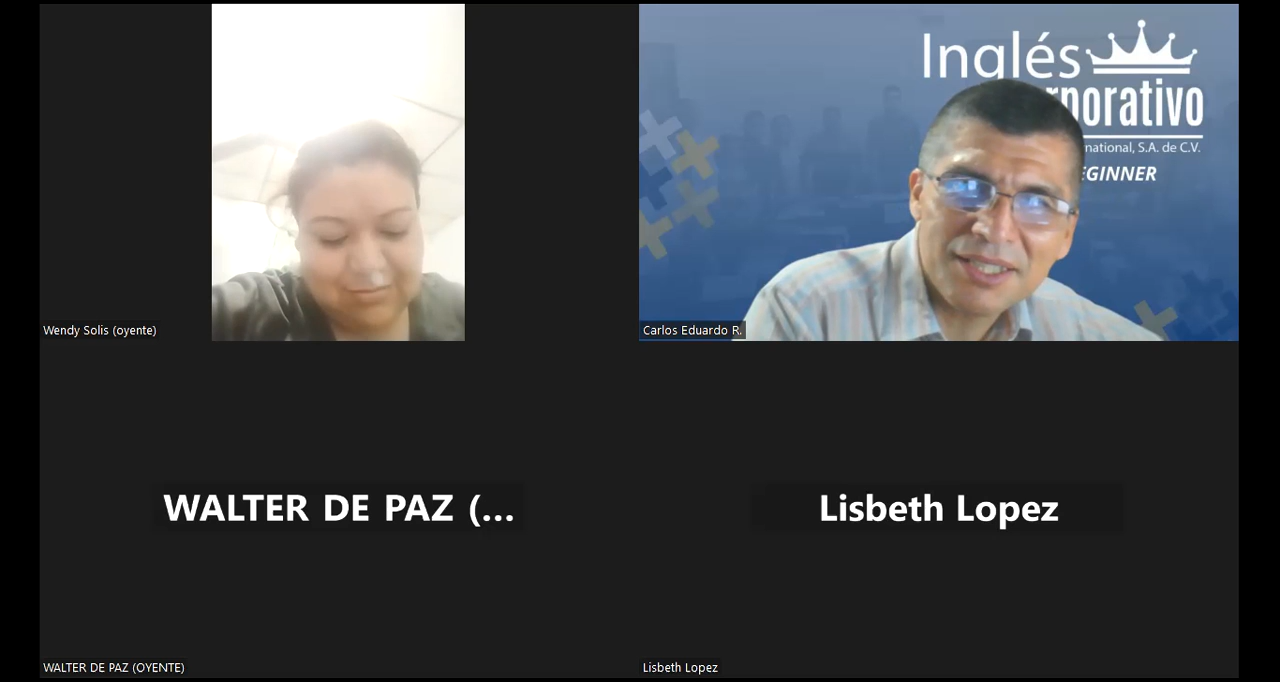 Inglés
rporativo
national, S.A. de C.V.
EGINNER
Wendy Solis (oyente)
Carlos Eduardo R.
WALTER DE PAZ (...
Lisbeth Lopez
WALTER DE PAZ (OYENTE)
Lisbeth Lopez